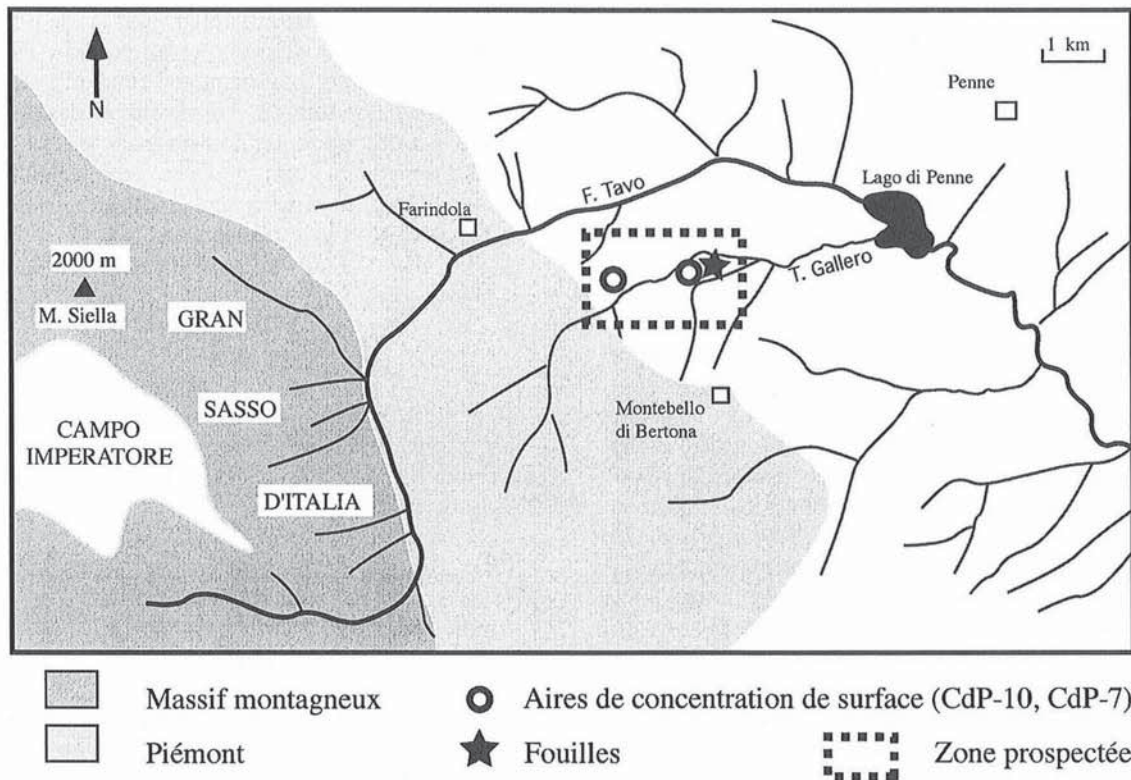 N
1 km
Penne
Lago di Penne
F. Tavo
Farindola
T. Gallero
2000 m
M. Siella
GRAN
SASSO
D'ITALIA
CAMPO
IMPERATORE
Montebello
di Bertona
Massif montagneux
Aires de concentration de surface (CdP-10, CdP-7)
Piémont
Fouilles
Zone prospectée